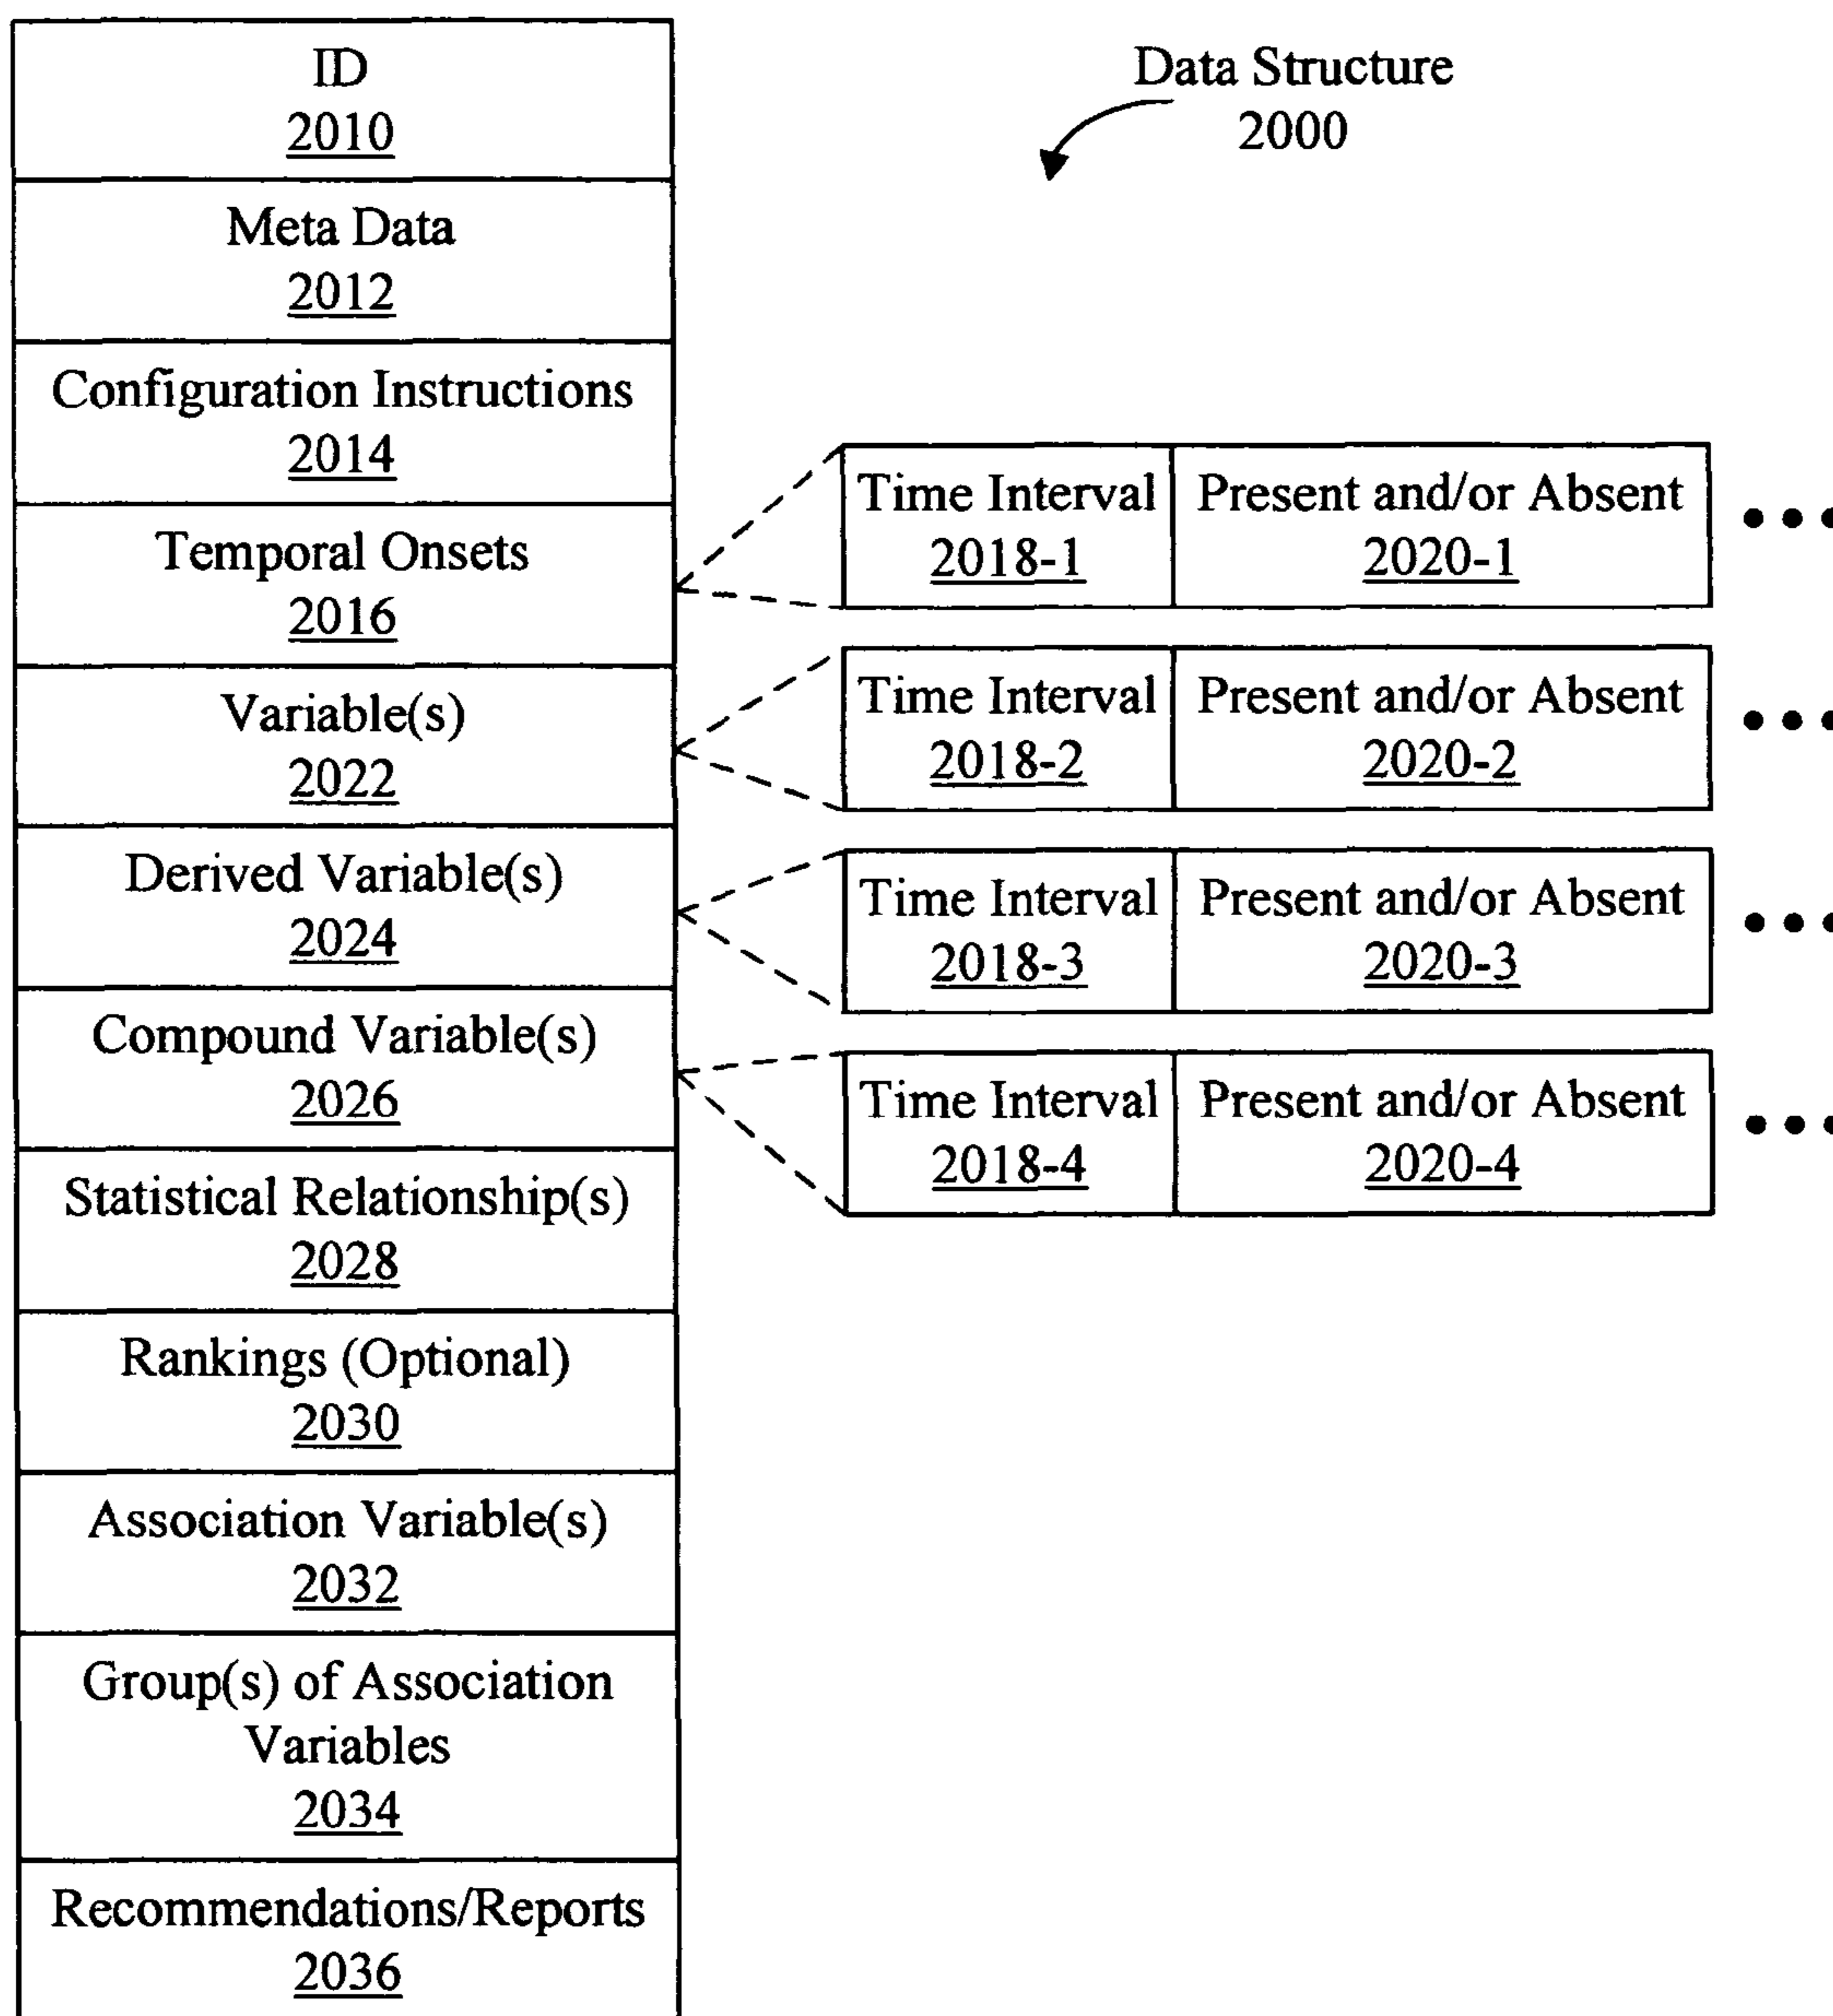 ID
2010
Meta Data
2012
Configuration Instructions
2014
Temporal Onsets
2016
Variable(s)
2022
Derived Variable(s)
2024
Compound Variable(s)
2026
Statistical Relationship(s)
2028
Rankings (Optional)
2030
Association Variable(s)
2032
Group(s) of Association
Variables
2034
Recommendations/Reports
2036
Data Structure
2000
Time Interval
2018-1
Present and/or Absent
2020-1
•••
Time Interval
2018-2
Present and/or Absent
2020-2
•••
Time Interval
2018-3
Present and/or Absent
2020-3
•••
Time Interval
2018-4
Present and/or Absent
2020-4
•••